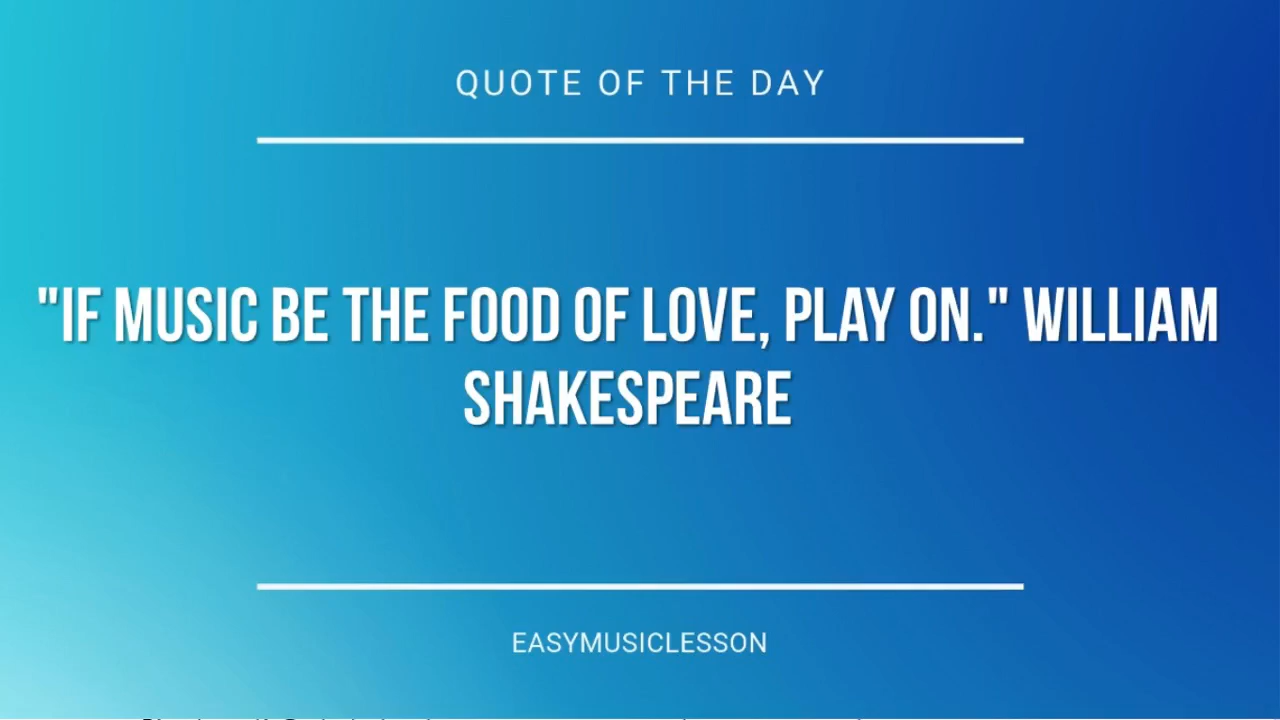 QUOTE OF THE DAY
"IF MUSIC BE THE FOOD OF LOVE, PLAY ON." WILLIAM
SHAKESPEARE
EASYMUSICLESSON